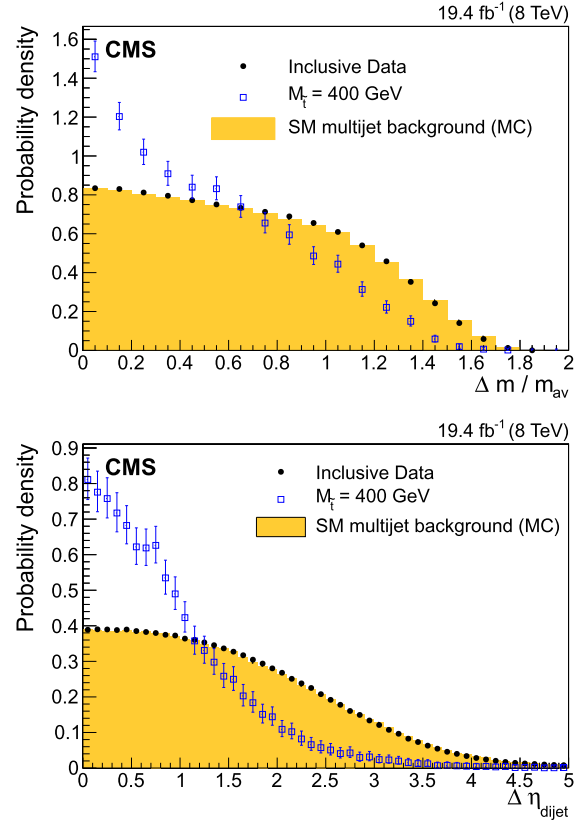 19.4 fb⁻¹ (8 TeV)
CMS
Inclusive Data
M_t̃ = 400 GeV
SM multijet background (MC)
Probability density
1.6
1.4
1.2
1
0.8
0.6
0.4
0.2
0
0 0.2 0.4 0.6 0.8 1 1.2 1.4 1.6 1.8 2
Δ m / m_av
19.4 fb⁻¹ (8 TeV)
CMS
Inclusive Data
M_t̃ = 400 GeV
SM multijet background (MC)
Probability density
0.9
0.8
0.7
0.6
0.5
0.4
0.3
0.2
0.1
0
0 0.5 1 1.5 2 2.5 3 3.5 4 4.5 5
Δ η_dijet